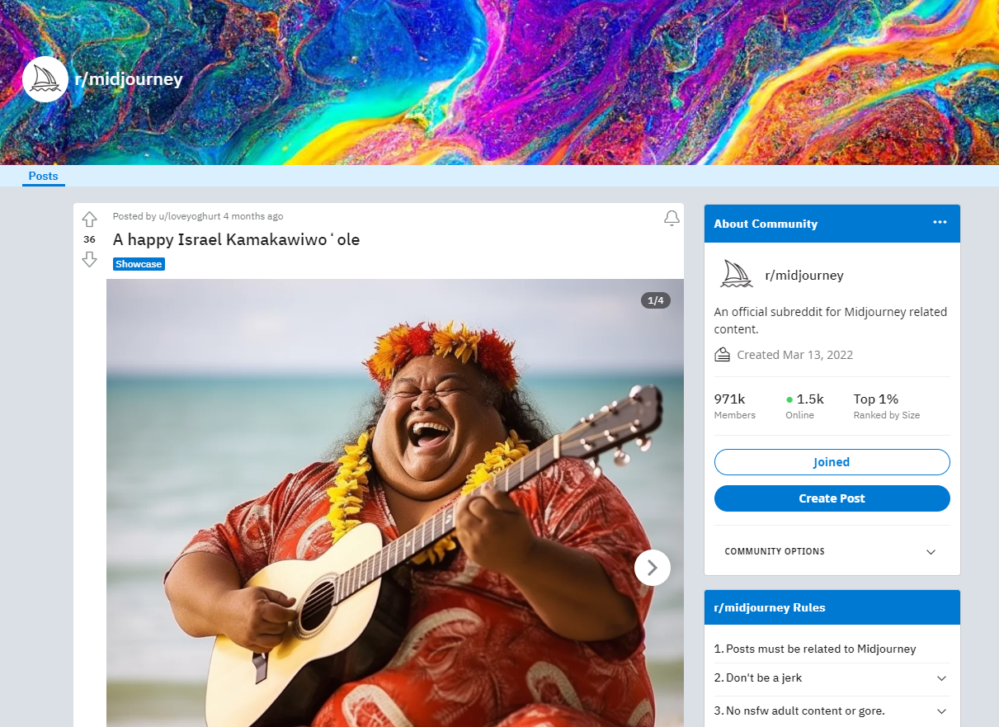 r/midjourney
Posts
Posted by u/loveyoghurt 4 months ago
36
A happy Israel Kamakawiwoʻole
Showcase
1/4
About Community
r/midjourney
An official subreddit for Midjourney related
content.
Created Mar 13, 2022
971k 1.5k Top 1%
Members Online Ranked by Size
Joined
Create Post
COMMUNITY OPTIONS
r/midjourney Rules
1. Posts must be related to Midjourney
2. Don't be a jerk
3. No nsfw adult content or gore.